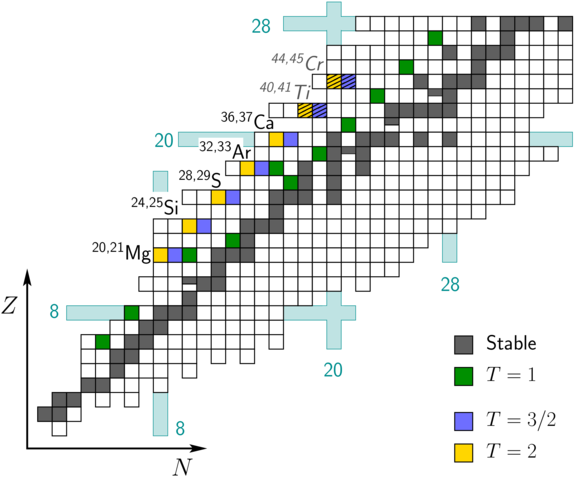 28
⁴⁴,⁴⁵Cr
⁴⁰,⁴¹Ti
³⁶,³⁷Ca
20
³²,³³Ar
²⁸,²⁹S
²⁴,²⁵Si
²⁰,²¹Mg
28
Z
8
20
Stable
T = 1
T = 3/2
T = 2
8
N